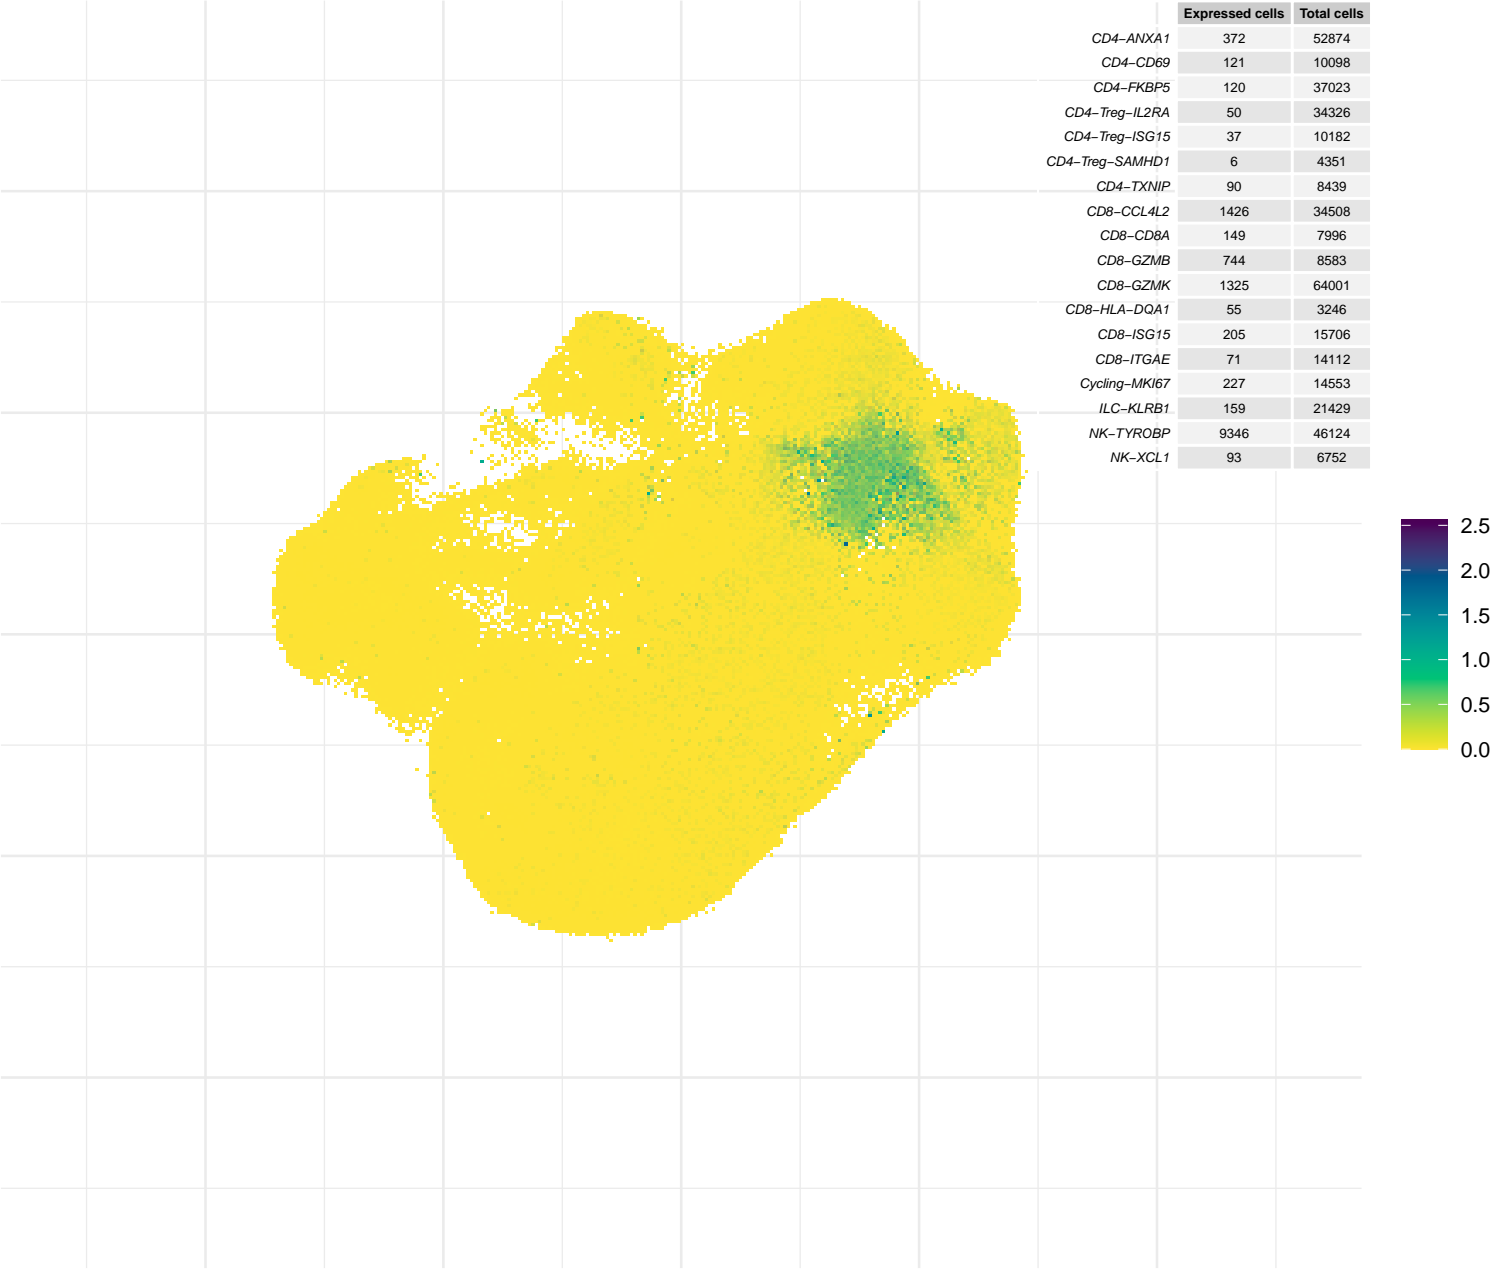 Expressed cells Total cells
CD4−ANXA1 372 52874
CD4−CD69 121 10098
CD4−FKBP5 120 37023
CD4−Treg−IL2RA 50 34326
CD4−Treg−ISG15 37 10182
CD4−Treg−SAMHD1 6 4351
CD4−TXNIP 90 8439
CD8−CCL4L2 1426 34508
CD8−CD8A 149 7996
CD8−GZMB 744 8583
CD8−GZMK 1325 64001
CD8−HLA−DQA1 55 3246
CD8−ISG15 205 15706
CD8−ITGAE 71 14112
Cycling−MKI67 227 14553
ILC−KLRB1 159 21429
NK−TYROBP 9346 46124
NK−XCL1 93 6752
2.5
2.0
1.5
1.0
0.5
0.0